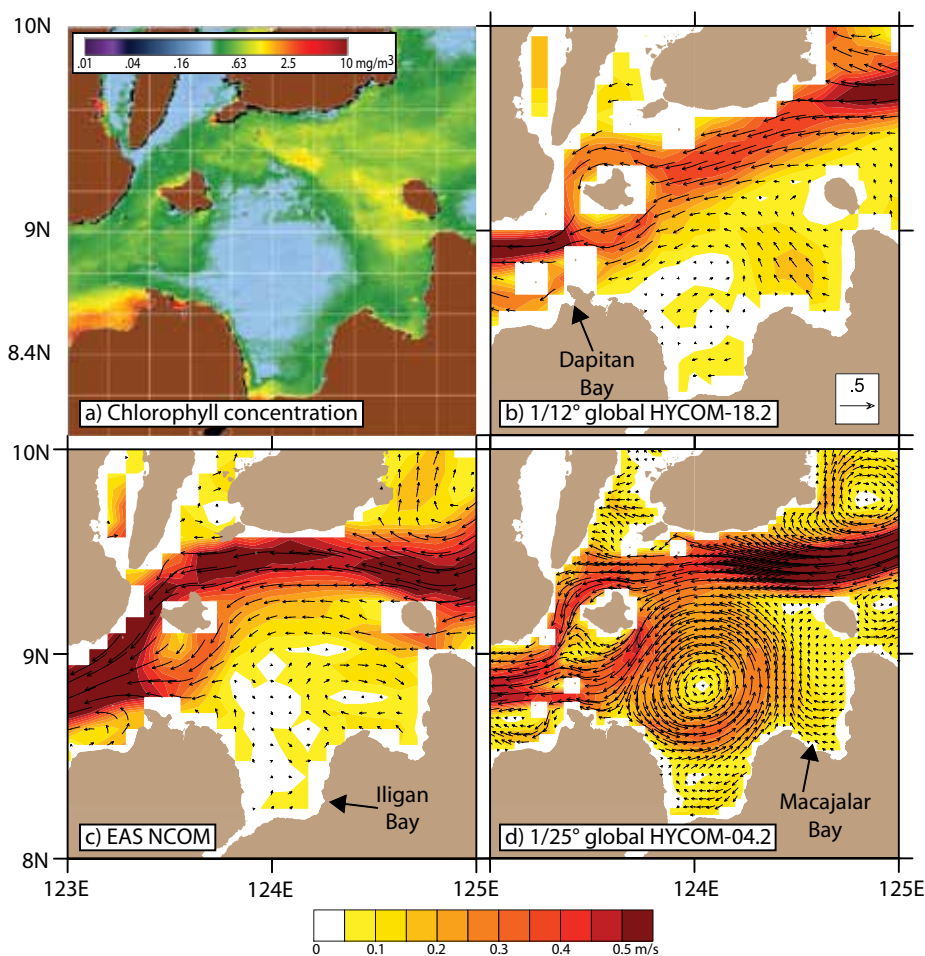 10N
.01 .04 .16 .63 2.5 10 mg/m³
9N
8.4N
a) Chlorophyll concentration
Dapitan
Bay
.5
b) 1/12° global HYCOM-18.2
10N
9N
8N
Iligan
Bay
c) EAS NCOM
Macajalar
Bay
d) 1/25° global HYCOM-04.2
123E 124E 125E 124E 125E
0 0.1 0.2 0.3 0.4 0.5 m/s